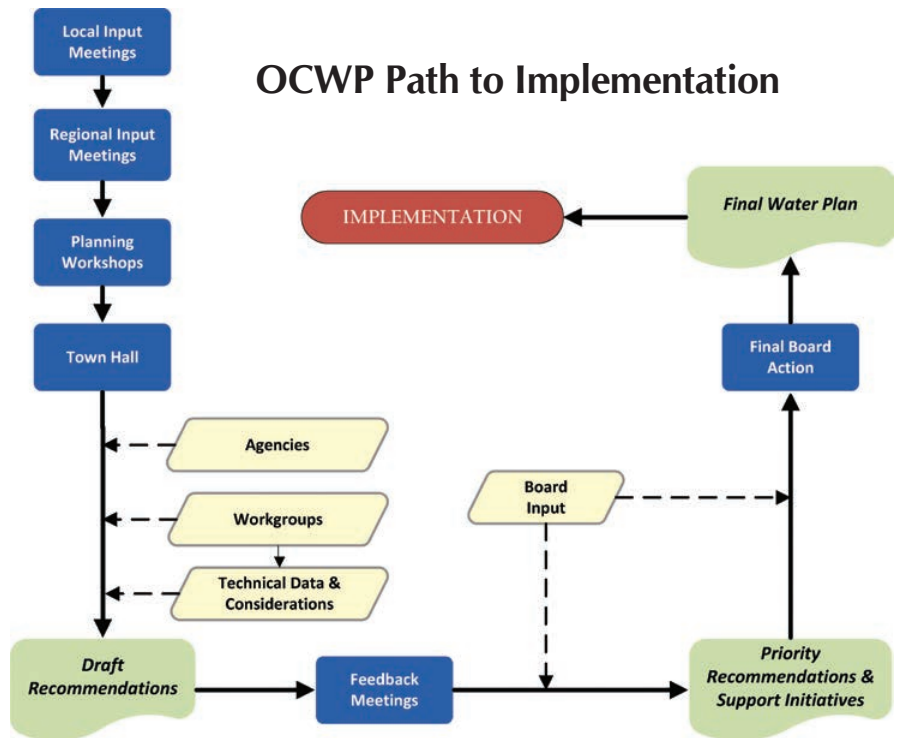 Local Input
Meetings
OCWP Path to Implementation
Regional Input
Meetings
Planning
Workshops
Town Hall
Agencies
Workgroups
Technical Data &
Considerations
Draft
Recommendations
Feedback
Meetings
Board
Input
Priority
Recommendations &
Support Initiatives
Final Board
Action
Final Water Plan
IMPLEMENTATION